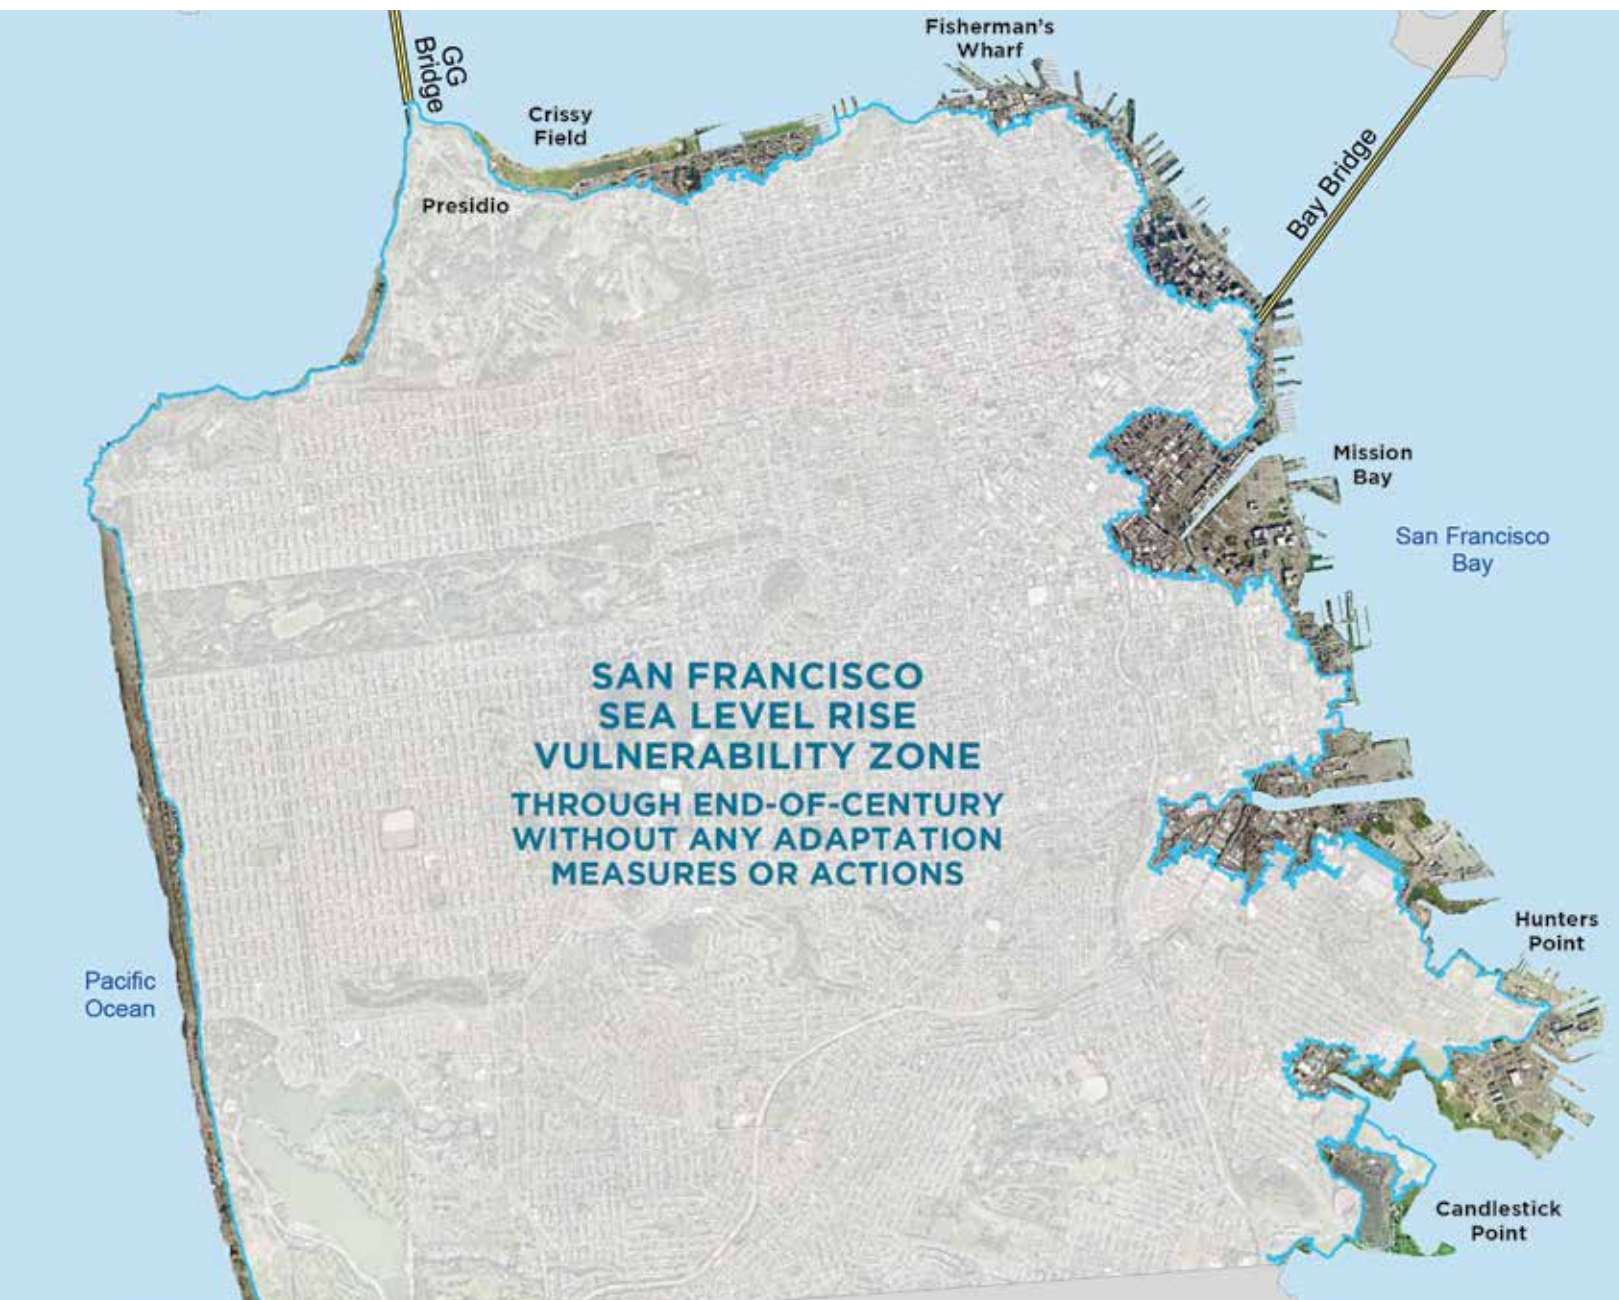 Fisherman's
Wharf
GG
Bridge
Crissy
Field
Presidio
Bay Bridge
Mission
Bay
San Francisco
Bay
SAN FRANCISCO
SEA LEVEL RISE
VULNERABILITY ZONE
THROUGH END-OF-CENTURY
WITHOUT ANY ADAPTATION
MEASURES OR ACTIONS
Hunters
Point
Pacific
Ocean
Candlestick
Point